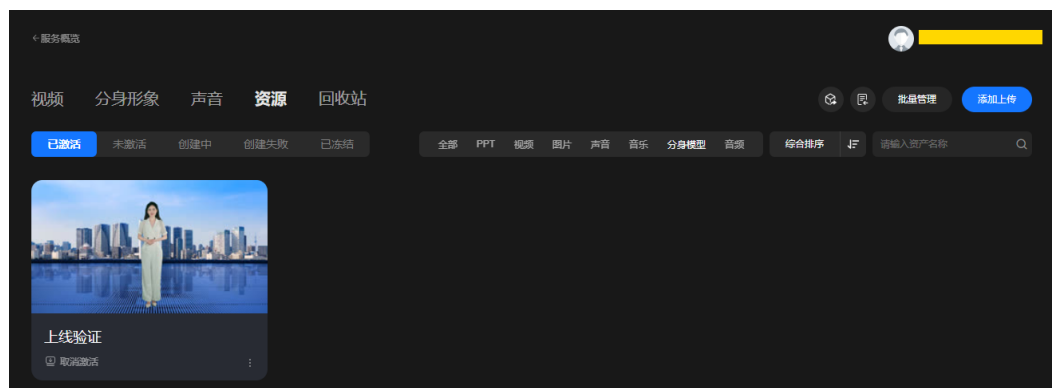 服务概览
视频 分身形象 声音 资源 回收站 批量管理 添加上传
已激活 未激活 创建中 创建失败 已冻结 全部 PPT 视频 图片 声音 音乐 分身模型 音频 综合排序 请输入资产名称
上线验证
取消激活